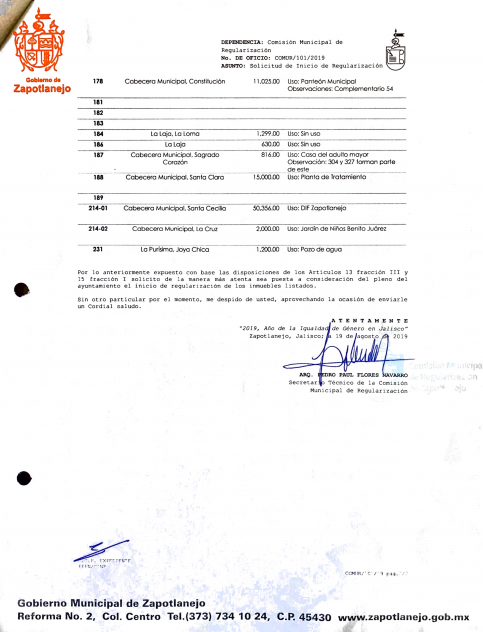 Gobierno de
Zapotlanejo
DEPENDENCIA: Comisión Municipal de
Regularización
No. DE OFICIO: COMUR/101/2019
ASUNTO: Solicitud de Inicio de Regularización
178 Cabecera Municipal, Constitución 11,025.00 Uso: Panteón Municipal
Observaciones: Complementario 54
181
182
183
184 La Laja, La Loma 1,299.00 Uso: Sin uso
186 La Laja 630.00 Uso: Sin uso
187 Cabecera Municipal, Sagrado Corazón 816.00 Uso: Casa del adulto mayor
Observación: 304 y 327 forman parte
de este
188 Cabecera Municipal, Santa Clara 15,000.00 Uso: Planta de Tratamiento
189
214-01 Cabecera Municipal, Santa Cecilia 50,356.00 Uso: DIF Zapotlanejo
214-02 Cabecera Municipal, La Cruz 2,000.00 Uso: Jardín de Niños Benito Juárez
231 La Purísima, Joya Chica 1,200.00 Uso: Pozo de agua
Por lo anteriormente expuesto con base las disposiciones de los Artículos 13 fracción III y
15 fracción I solicito de la manera más atenta sea puesta a consideración del pleno del
ayuntamiento el inicio de regularización de los inmuebles listados.
Sin otro particular por el momento, me despido de usted, aprovechando la ocasión de enviarle
un Cordial saludo.
A T E N T A M E N T E
"2019, Año de la Igualdad de Género en Jalisco"
Zapotlanejo, Jalisco; a 19 de agosto de 2019
ARQ. PEDRO PAUL FLORES NAVARRO
Secretario Técnico de la Comisión
Municipal de Regularización
EXPEDIENTE
Gobierno Municipal de Zapotlanejo
Reforma No. 2, Col. Centro Tel.(373) 734 10 24, C.P. 45430 www.zapotlanejo.gob.mx